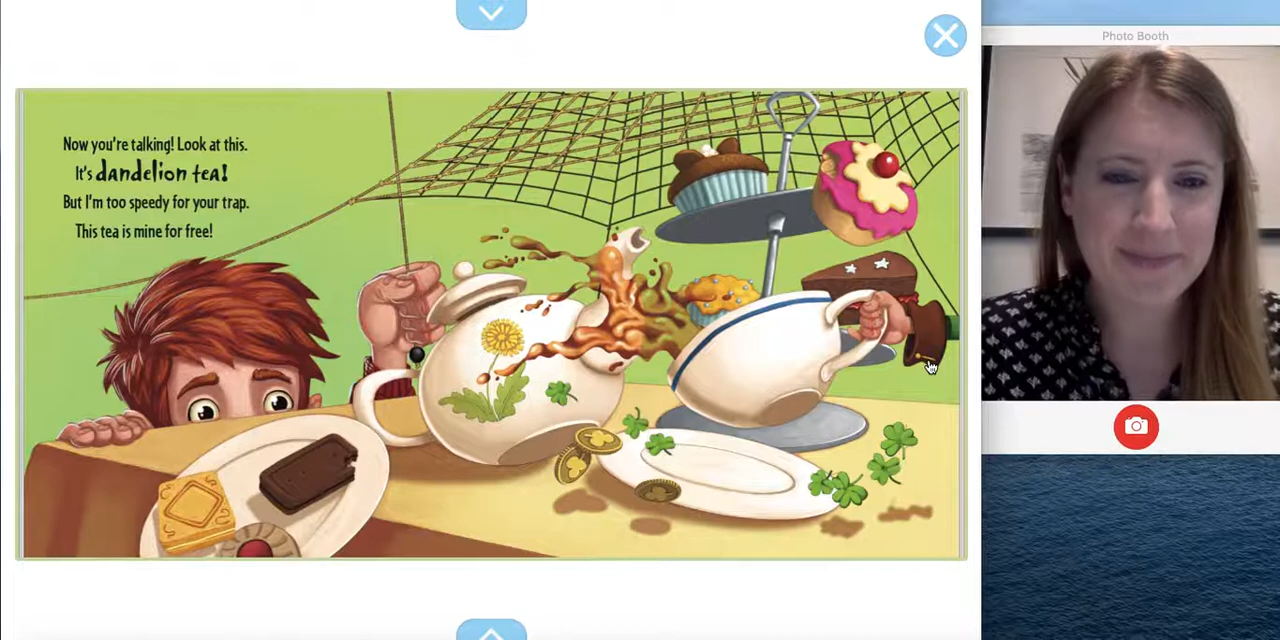 Photo Booth
Now you're talking! Look at this.
It's dandelion tea!
But I'm too speedy for your trap.
This tea is mine for free!